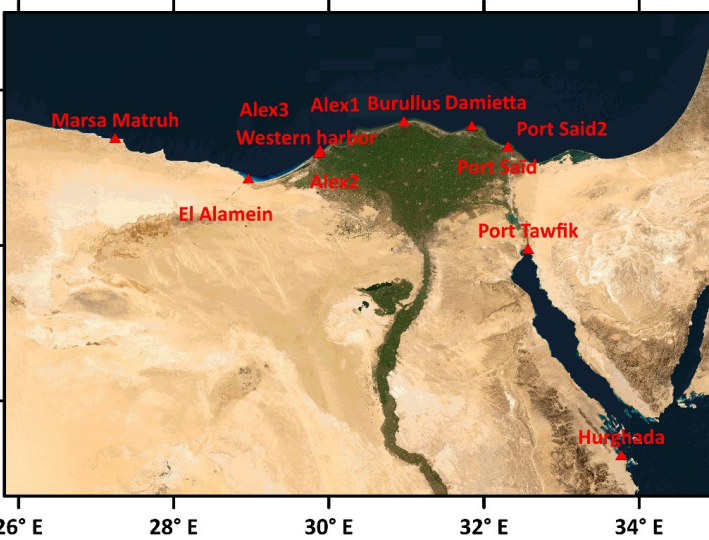 Alex3
Alex1
Burullus
Damietta
Marsa Matruh
Port Said2
Western harbor
Port Said
Alex2
El Alamein
Port Tawfik
Hurghada
26° E
28° E
30° E
32° E
34° E